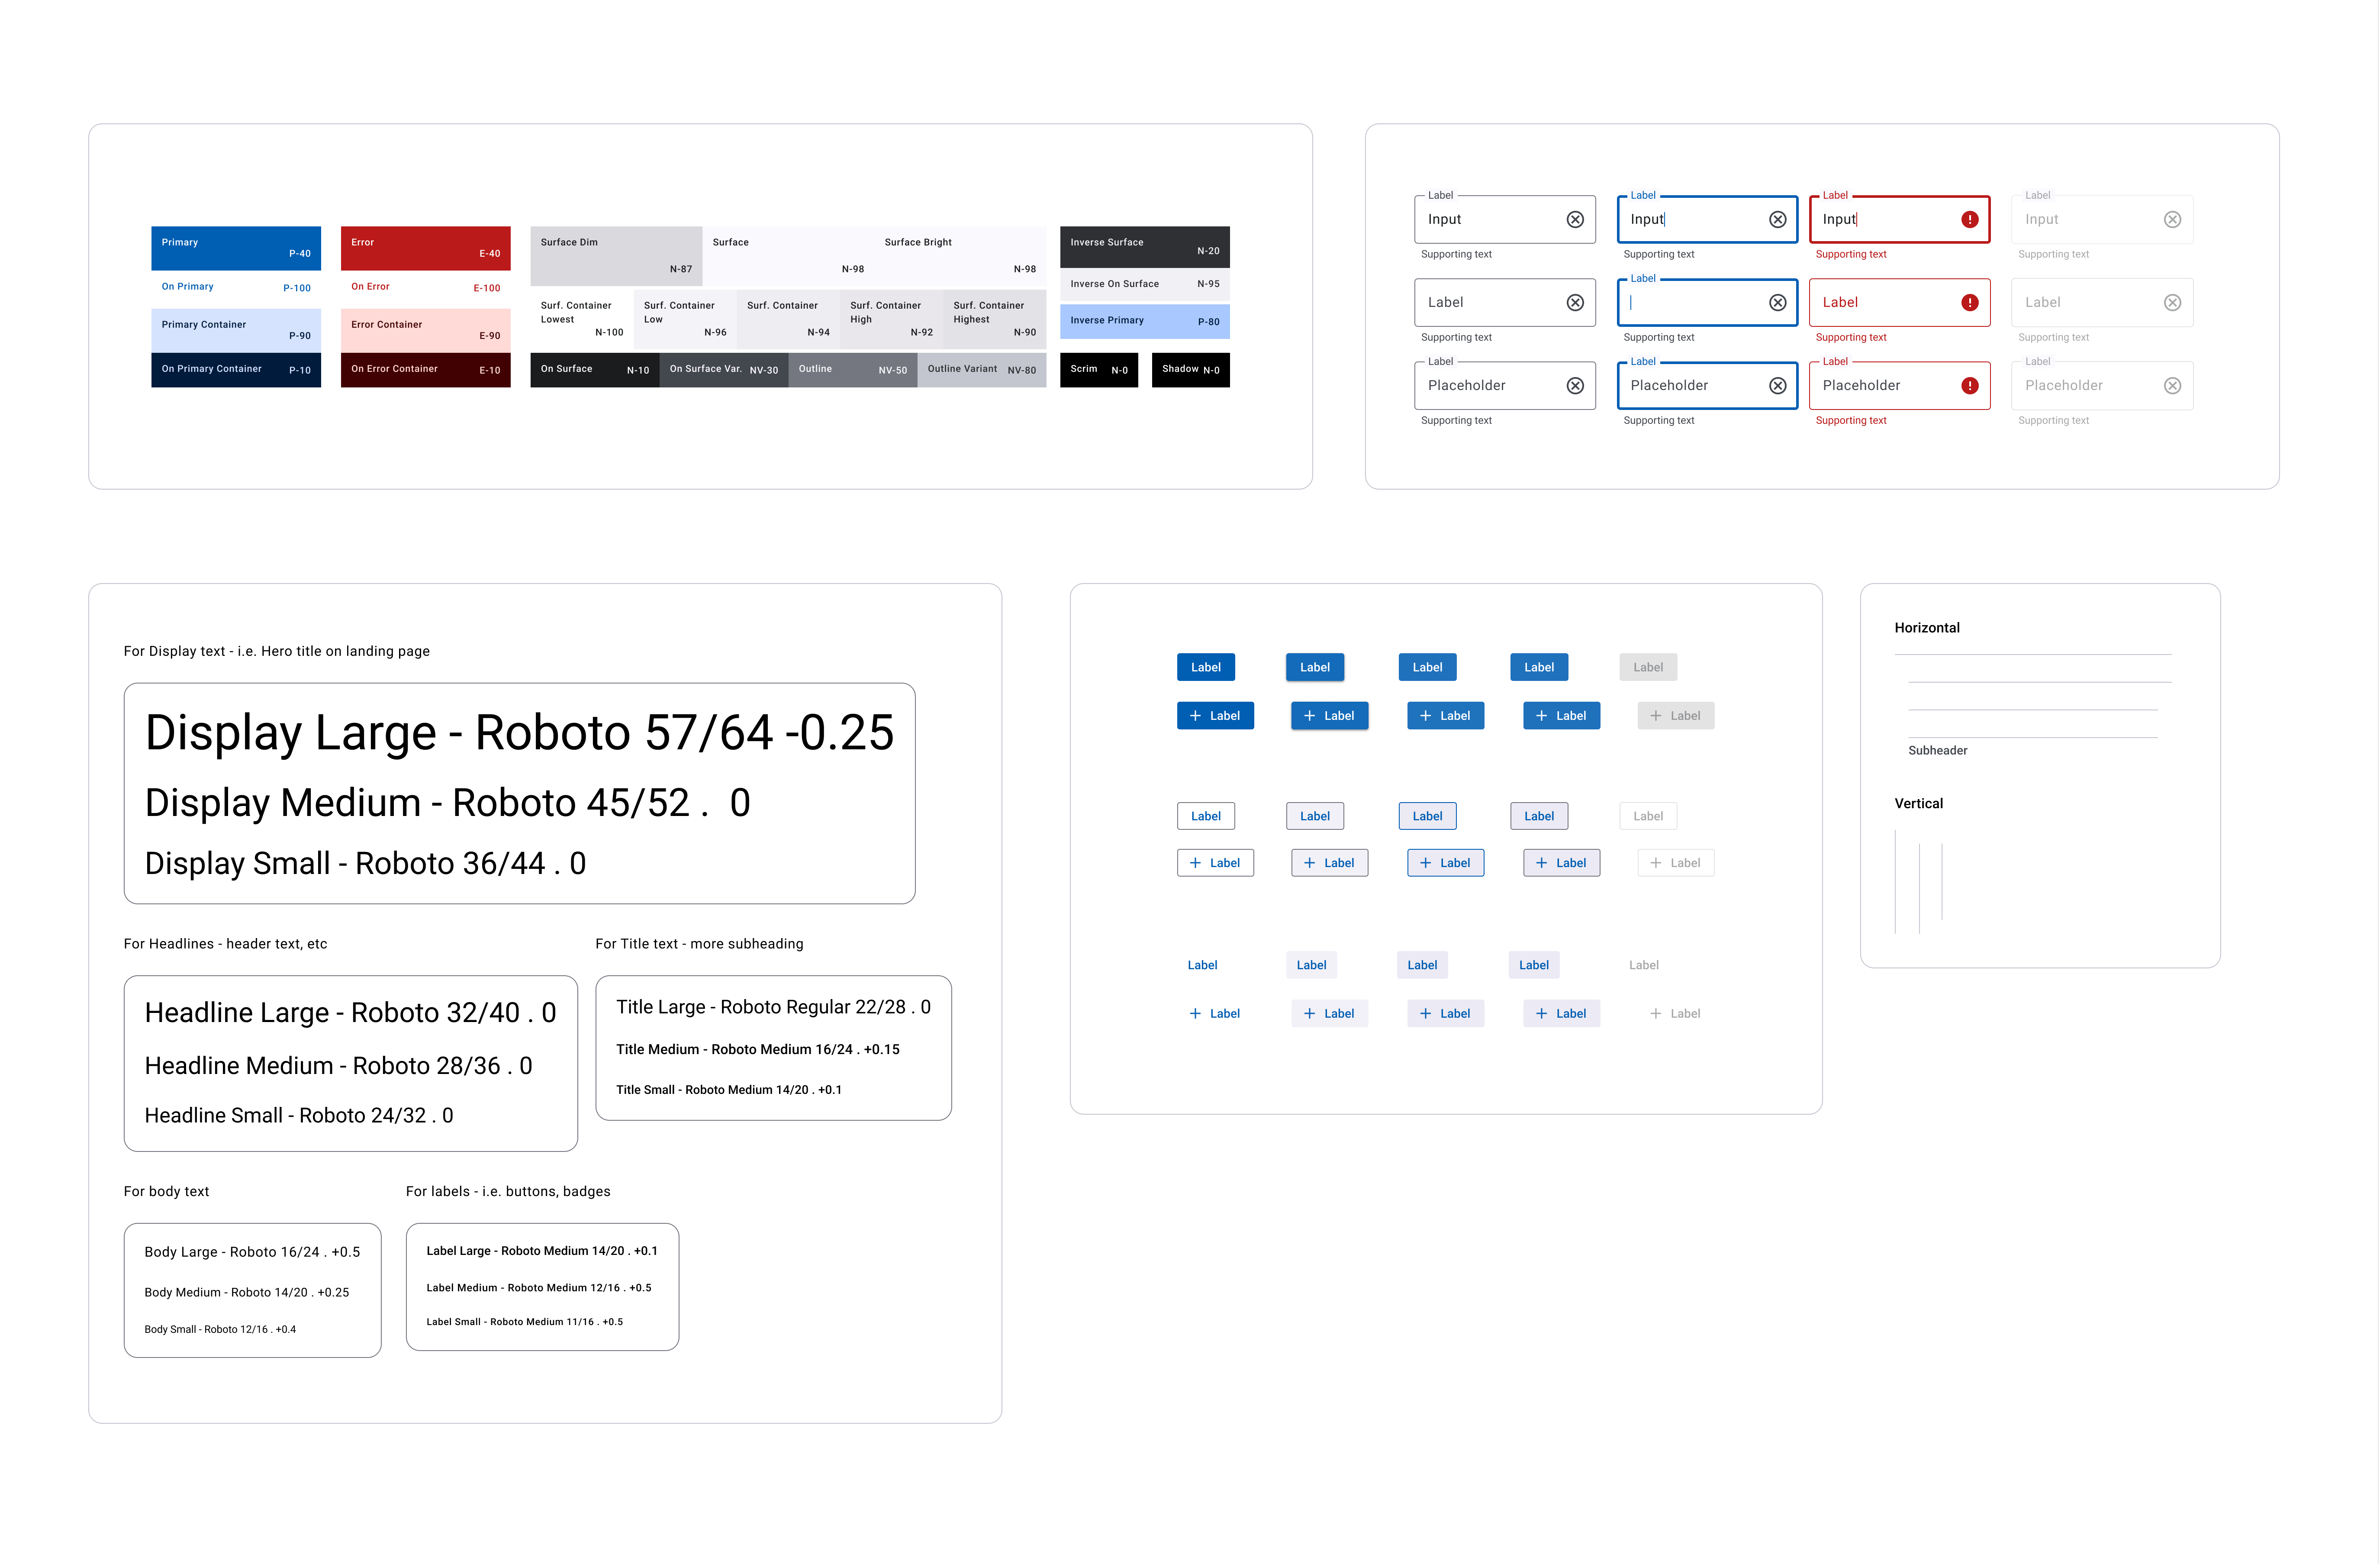 Primary
P-40
On Primary P-100
Primary Container
P-90
On Primary Container P-10
Error
E-40
On Error E-100
Error Container
E-90
On Error Container E-10
Surface Dim
N-87
Surface
N-98
Surface Bright
N-98
Surf. Container
Lowest
N-100
Surf. Container
Low
N-96
Surf. Container
N-94
Surf. Container
High
N-92
Surf. Container
Highest
N-90
On Surface N-10
On Surface Var. NV-30
Outline NV-50
Outline Variant NV-80
Inverse Surface
N-20
Inverse On Surface N-95
Inverse Primary P-80
Scrim N-0
Shadow N-0
Label
Input
Supporting text
Label
Input
Supporting text
Label
Input
Supporting text
Label
Input
Supporting text
Label
Supporting text
Label
Supporting text
Label
Supporting text
Label
Supporting text
Label
Placeholder
Supporting text
Label
Placeholder
Supporting text
Label
Placeholder
Supporting text
Label
Placeholder
Supporting text
For Display text - i.e. Hero title on landing page
Display Large - Roboto 57/64 -0.25
Display Medium - Roboto 45/52 . 0
Display Small - Roboto 36/44 . 0
For Headlines - header text, etc
Headline Large - Roboto 32/40 . 0
Headline Medium - Roboto 28/36 . 0
Headline Small - Roboto 24/32 . 0
For Title text - more subheading
Title Large - Roboto Regular 22/28 . 0
Title Medium - Roboto Medium 16/24 . +0.15
Title Small - Roboto Medium 14/20 . +0.1
For body text
Body Large - Roboto 16/24 . +0.5
Body Medium - Roboto 14/20 . +0.25
Body Small - Roboto 12/16 . +0.4
For labels - i.e. buttons, badges
Label Large - Roboto Medium 14/20 . +0.1
Label Medium - Roboto Medium 12/16 . +0.5
Label Small - Roboto Medium 11/16 . +0.5
Label Label Label Label Label
+ Label + Label + Label + Label + Label
Label Label Label Label Label
+ Label + Label + Label + Label + Label
Label Label Label Label Label
+ Label + Label + Label + Label + Label
Horizontal
Subheader
Vertical